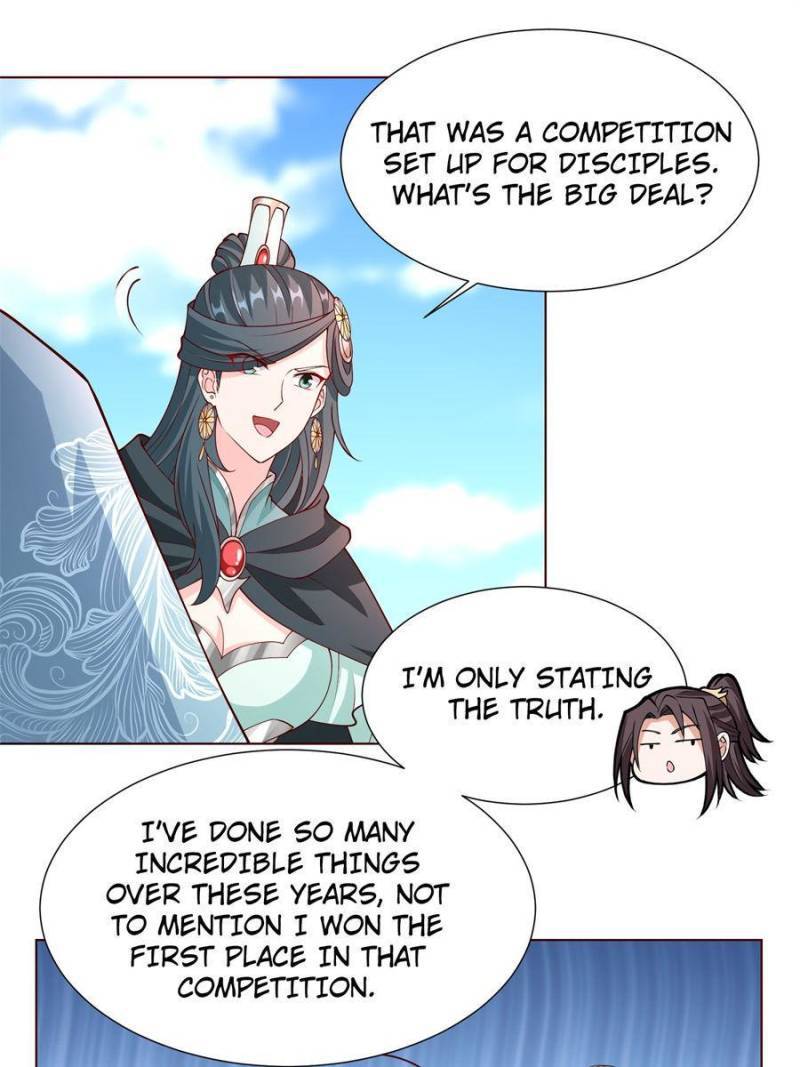 THAT WAS A COMPETITION
SET UP FOR DISCIPLES.
WHAT'S THE BIG DEAL?
I'M ONLY STATING
THE TRUTH.
I'VE DONE SO MANY
INCREDIBLE THINGS
OVER THESE YEARS, NOT
TO MENTION I WON THE
FIRST PLACE IN THAT
COMPETITION.